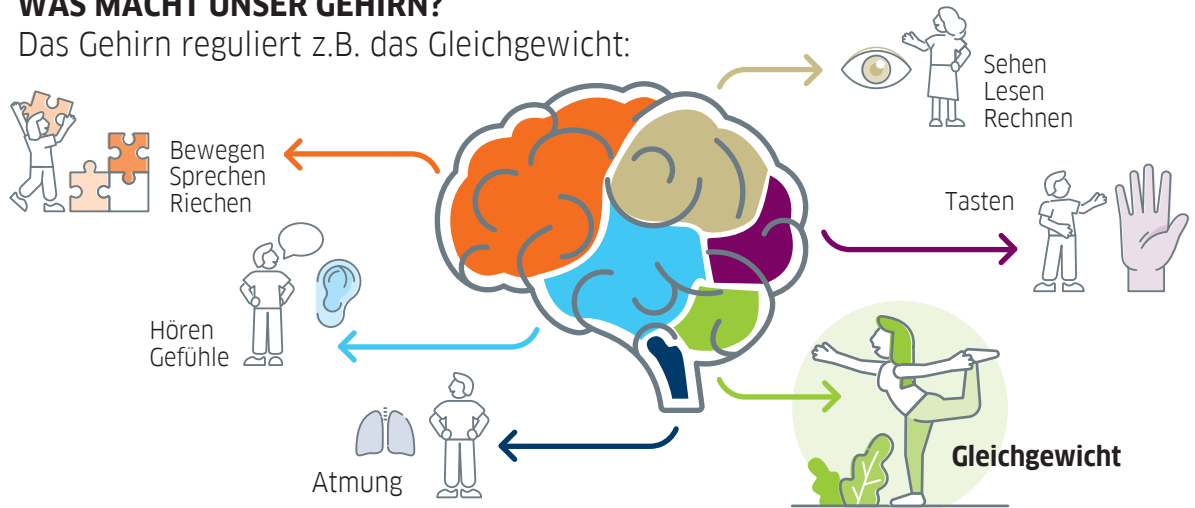 WAS MACHT UNSER GEHIRN?
Das Gehirn reguliert z.B. das Gleichgewicht:
Sehen
Lesen
Rechnen
Bewegen
Sprechen
Riechen
Tasten
Hören
Gefühle
Gleichgewicht
Atmung